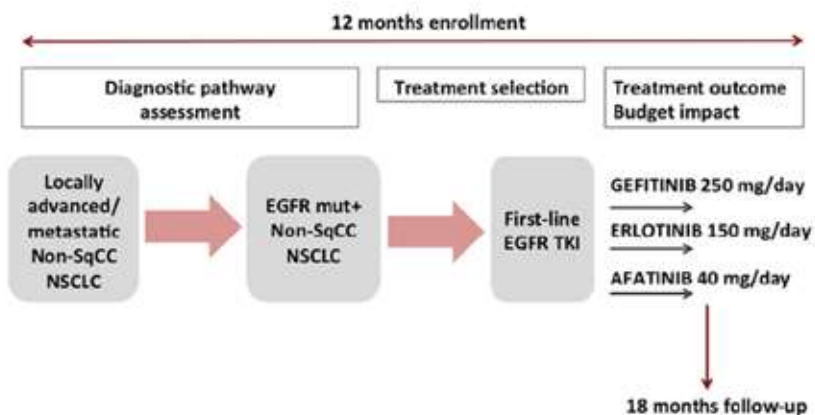 12 months enrollment
Diagnostic pathway
assessment
Treatment selection
Treatment outcome
Budget impact
Locally
advanced/
metastatic
Non-SqCC
NSCLC
EGFR mut+
Non-SqCC
NSCLC
First-line
EGFR TKI
GEFITINIB 250 mg/day
ERLOTINIB 150 mg/day
AFATINIB 40 mg/day
18 months follow-up